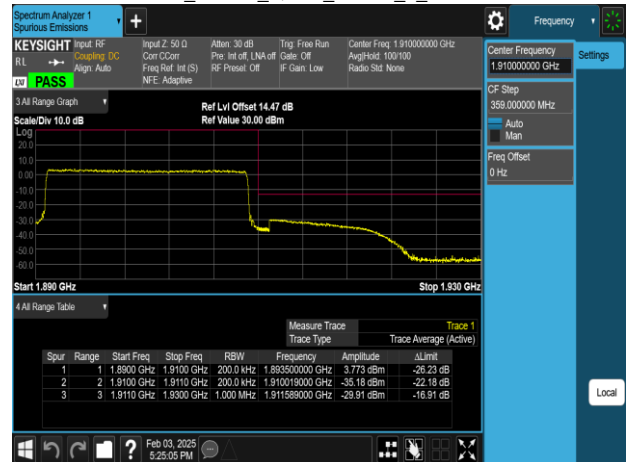 Spectrum Analyzer 1
Spurious Emissions
Frequency
KEYSIGHT Input: RF Input Z: 50 Ω Atten: 30 dB Trig: Free Run Center Freq: 1.910000000 GHz
RL Coupling: DC Corr CCorr Pre: Int off, LNA off Gate: Off Avg|Hold: 100/100
Align: Auto Freq Ref: Int (S) RF Presel: Off IF Gain: Low Radio Std: None
LXI PASS NFE: Adaptive
Center Frequency
1.910000000 GHz
Settings
CF Step
359.000000 MHz
Auto
Man
Freq Offset
0 Hz
3 All Range Graph
Ref Lvl Offset 14.47 dB
Scale/Div 10.0 dB Ref Value 30.00 dBm
Log
20.0
10.0
0.00
-10.0
-20.0
-30.0
-40.0
-50.0
-60.0
Start 1.890 GHz Stop 1.930 GHz
4 All Range Table
Measure Trace Trace 1
Trace Type Trace Average (Active)
Spur Range Start Freq Stop Freq RBW Frequency Amplitude ΔLimit
1 1 1.8900 GHz 1.9100 GHz 200.0 kHz 1.893500000 GHz 3.773 dBm -26.23 dB
2 2 1.9100 GHz 1.9110 GHz 200.0 kHz 1.910019000 GHz -35.18 dBm -22.18 dB
3 3 1.9110 GHz 1.9300 GHz 1.000 MHz 1.911589000 GHz -29.91 dBm -16.91 dB
Local
Feb 03, 2025
5:25:05 PM